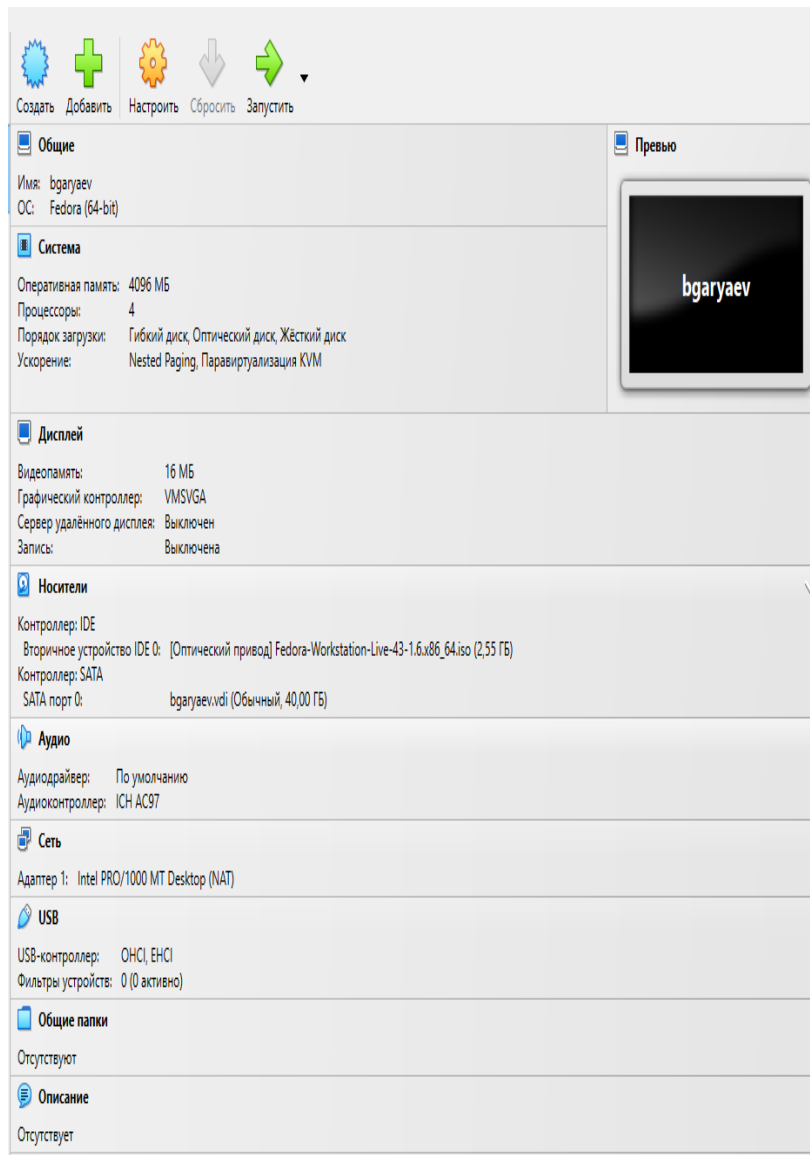 Создать Добавить Настроить Сбросить Запустить
Общие
Имя: bgaryaev
ОС: Fedora (64-bit)
Превью
bgaryaev
Система
Оперативная память: 4096 МБ
Процессоры: 4
Порядок загрузки: Гибкий диск, Оптический диск, Жёсткий диск
Ускорение: Nested Paging, Паравиртуализация KVM
Дисплей
Видеопамять: 16 МБ
Графический контроллер: VMSVGA
Сервер удалённого дисплея: Выключен
Запись: Выключена
Носители
Контроллер: IDE
Вторичное устройство IDE 0: [Оптический привод] Fedora-Workstation-Live-43-1.6.x86_64.iso (2,55 ГБ)
Контроллер: SATA
SATA порт 0: bgaryaev.vdi (Обычный, 40,00 ГБ)
Аудио
Аудиодрайвер: По умолчанию
Аудиоконтроллер: ICH AC97
Сеть
Адаптер 1: Intel PRO/1000 MT Desktop (NAT)
USB
USB-контроллер: OHCI, EHCI
Фильтры устройств: 0 (0 активно)
Общие папки
Отсутствуют
Описание
Отсутствует